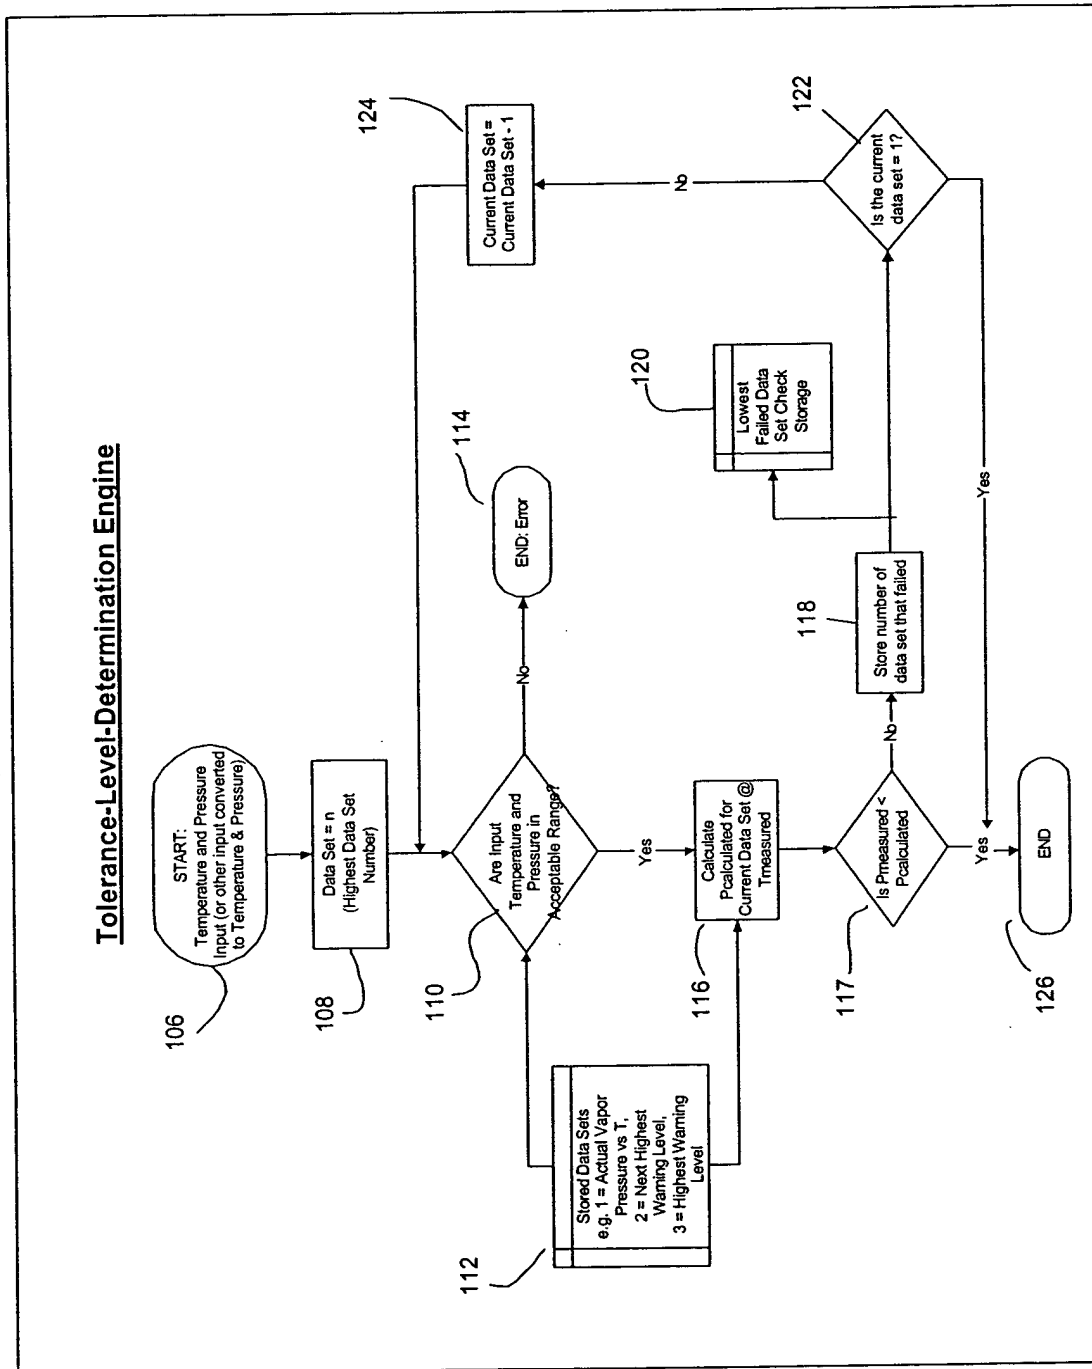 Tolerance-Level-Determination Engine
START:
Temperature and Pressure
Input (or other input converted
to Temperature & Pressure)
106
Data Set = n
(Highest Data Set
Number)
108
Are Input
Temperature and
Pressure in
Acceptable Range?
110
No
END: Error
114
Yes
Stored Data Sets
e.g. 1 = Actual Vapor
Pressure vs T,
2 = Next Highest
Warning Level,
3 = Highest Warning
Level
112
Calculate
Pcalculated for
Current Data Set @
Tmeasured
116
Is Pmeasured <
Pcalculated
117
No
Store number of
data set that failed
118
Lowest
Failed Data
Set Check
Storage
120
Is the current
data set = 1?
122
No
Current Data Set =
Current Data Set - 1
124
Yes
Yes
END
126